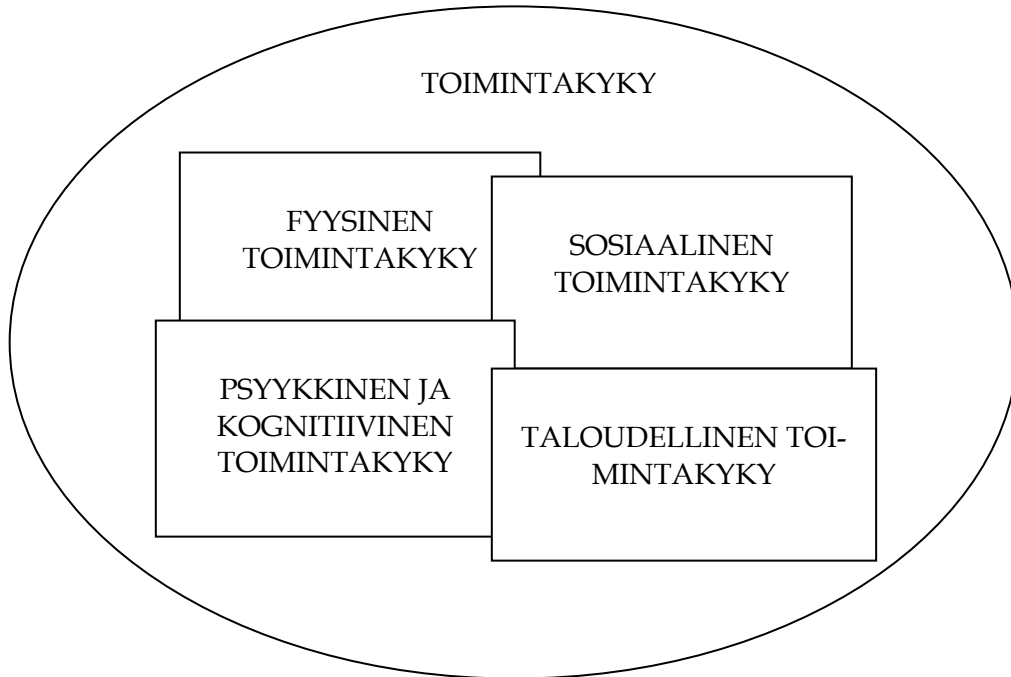 TOIMINTAKYKY
FYYSINEN
TOIMINTAKYKY
SOSIAALINEN
TOIMINTAKYKY
PSYYKKINEN JA
KOGNITIIVINEN
TOIMINTAKYKY
TALOUDELLINEN TOI-
MINTAKYKY